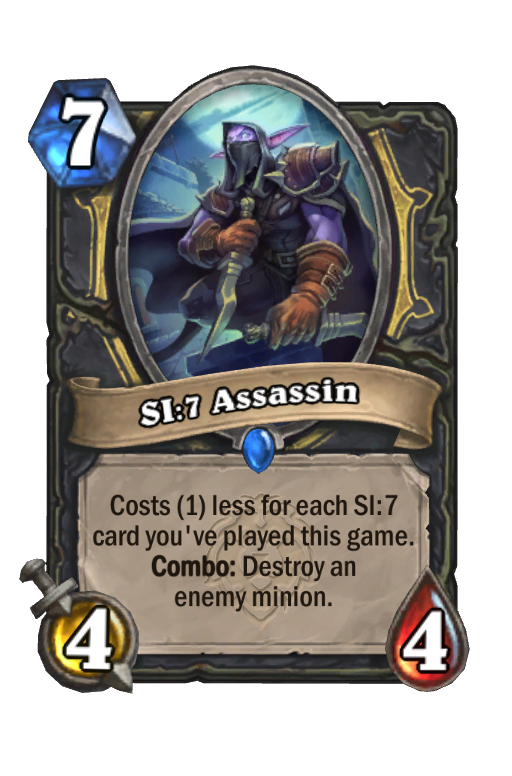 7
SI:7 Assassin
Costs (1) less for each SI:7
card you've played this game.
Combo: Destroy an
enemy minion.
4
4